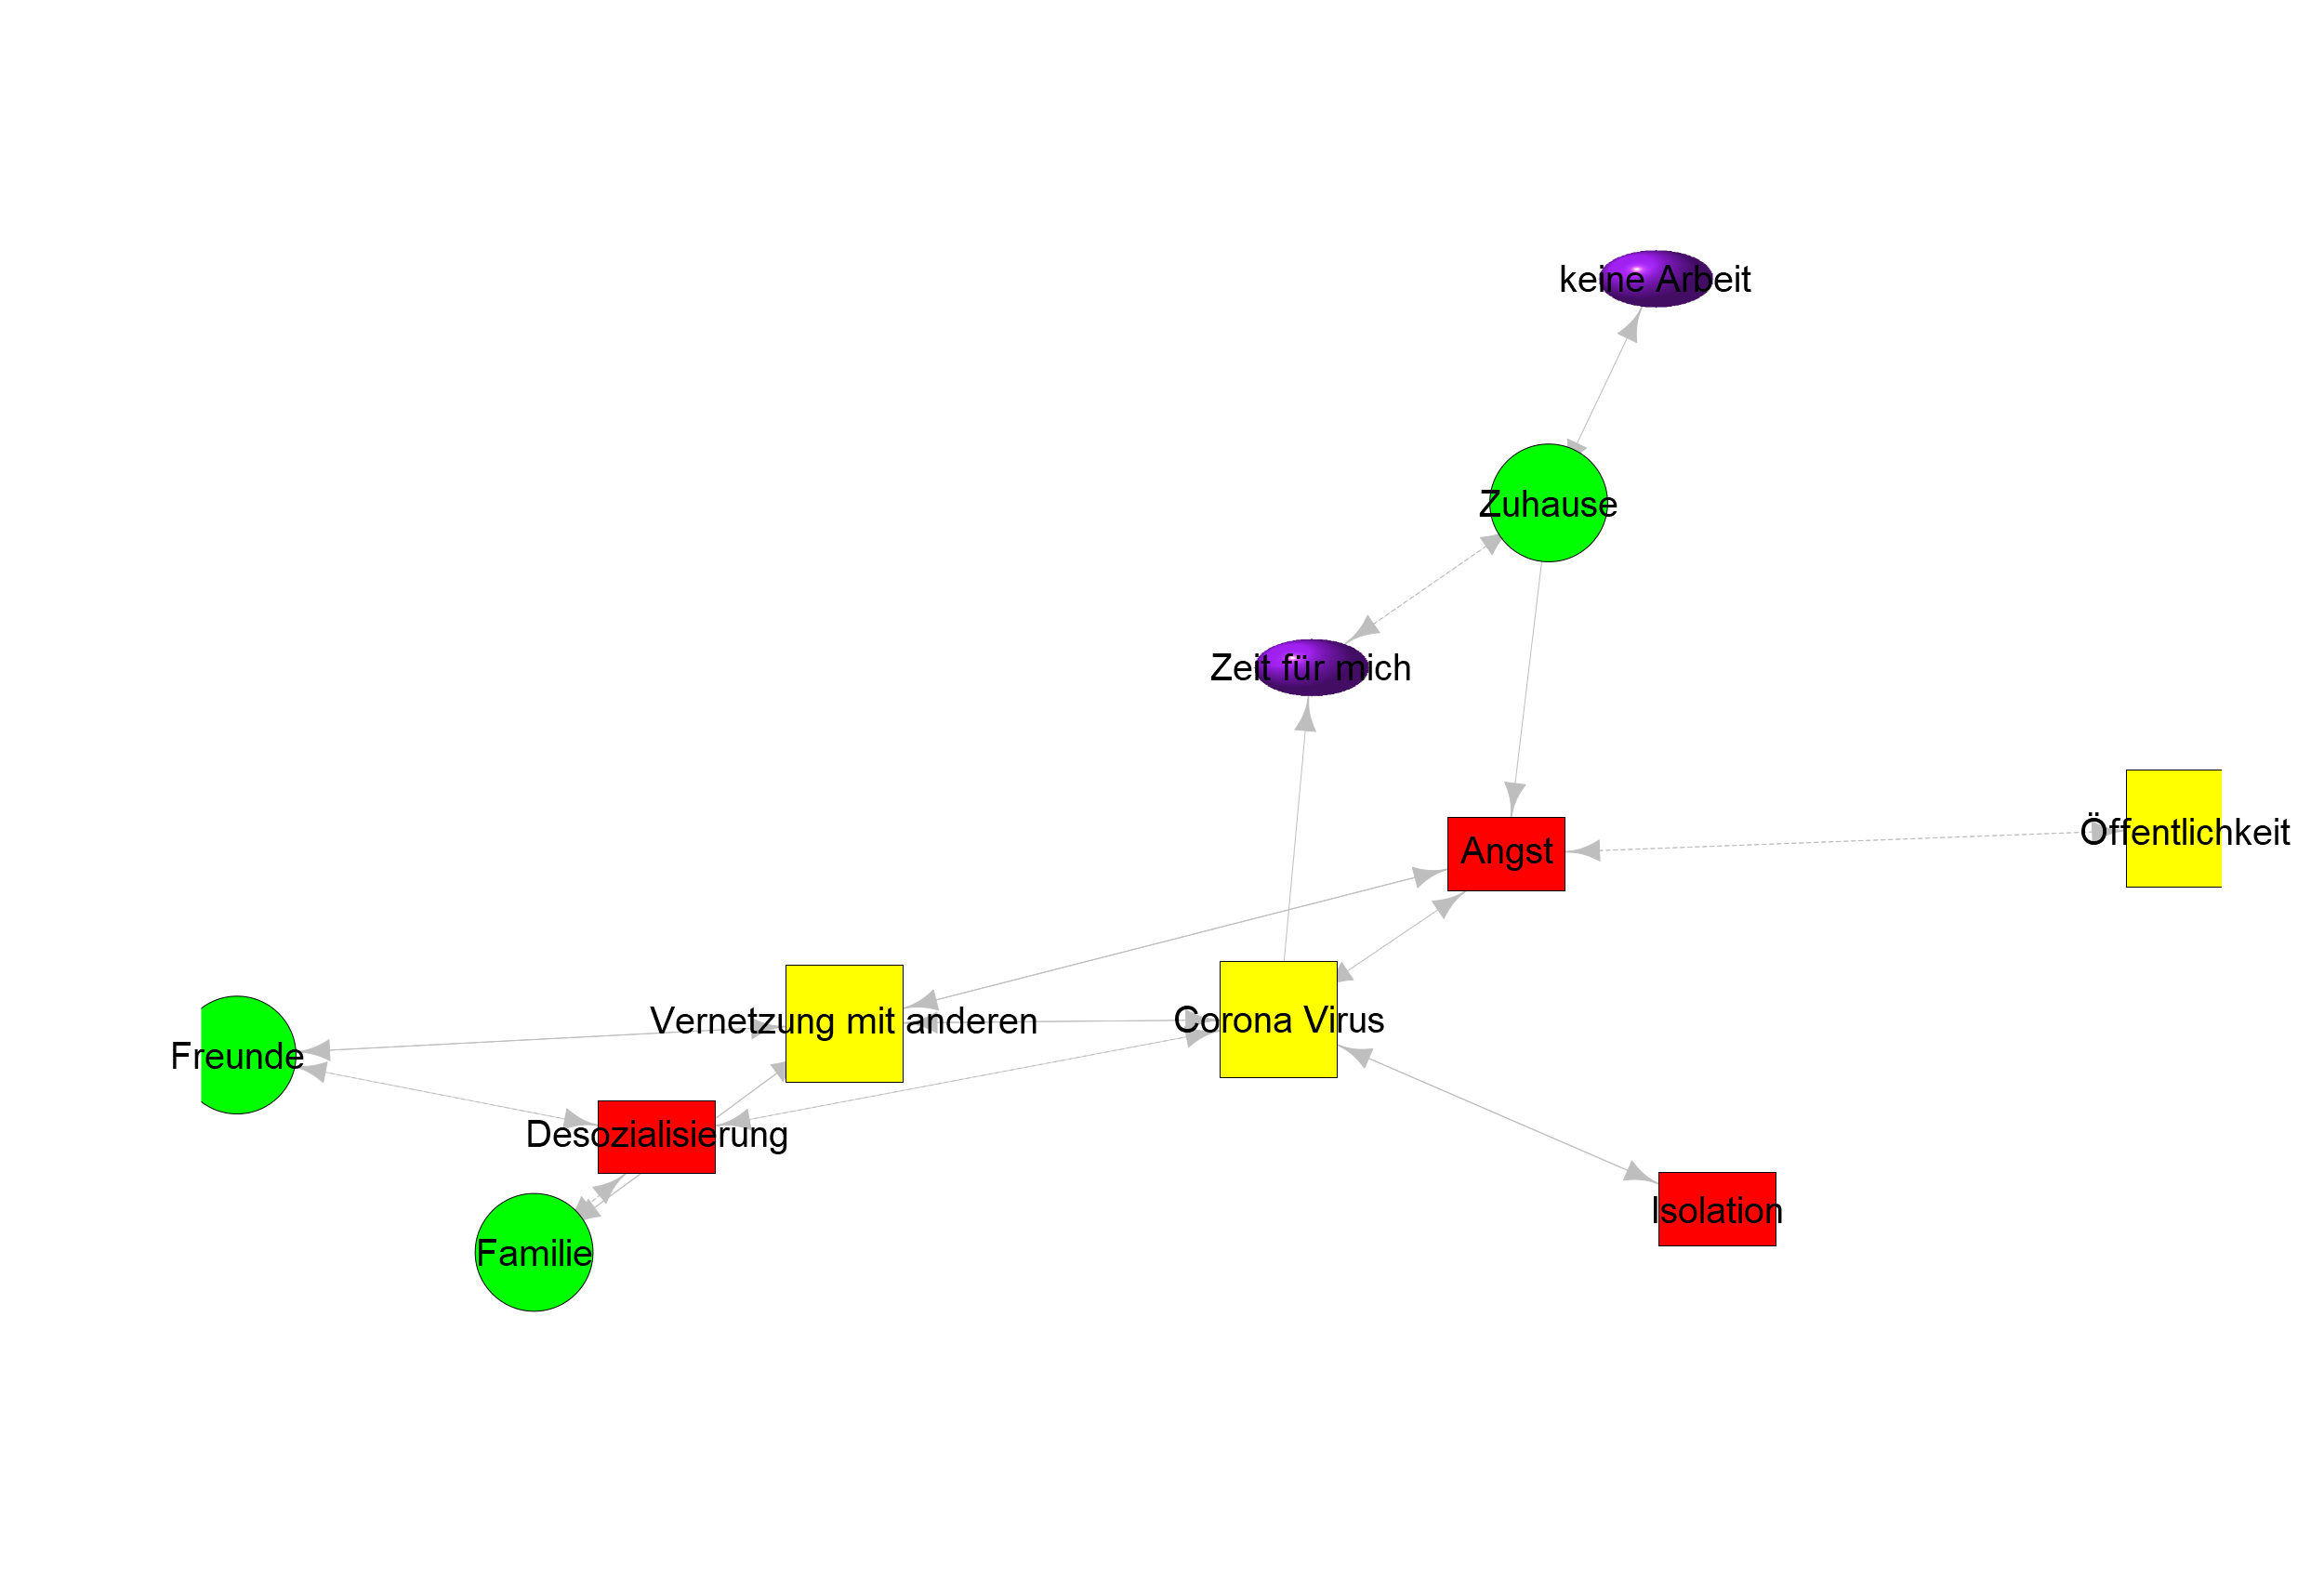 keine Arbeit
Zuhause
Zeit für mich
Öffentlichkeit
Angst
Vernetzung mit anderen
Corona Virus
Freunde
Desozialisierung
Isolation
Familie